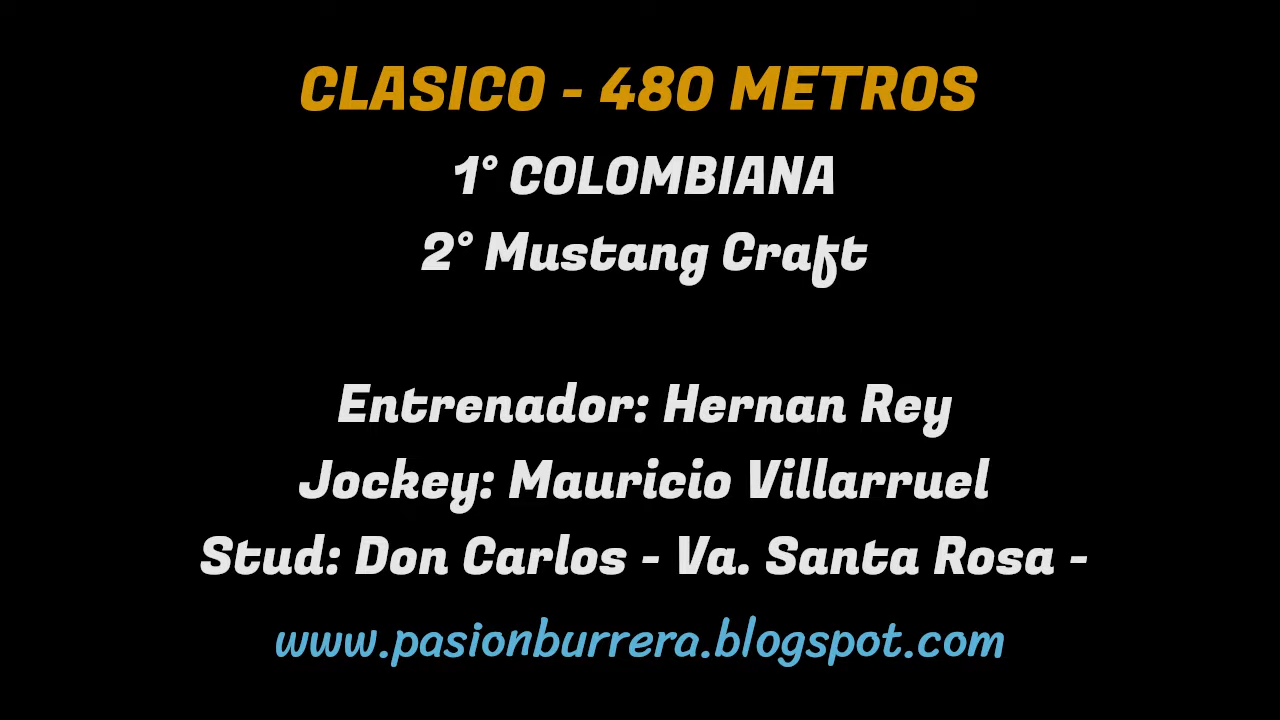 CLASICO - 480 METROS
1° COLOMBIANA
2° Mustang Craft
Entrenador: Hernan Rey
Jockey: Mauricio Villarruel
Stud: Don Carlos - Va. Santa Rosa -
www.pasionburrera.blogspot.com